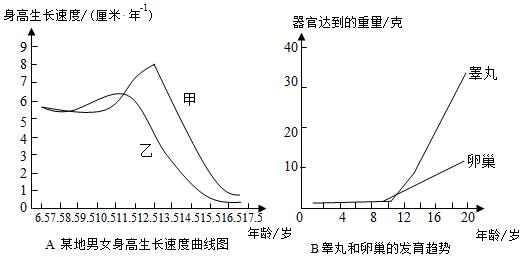 身高生长速度/(厘米·年-1)
9
8
7
6
5
4
3
2
1
0
甲
乙
6.57.58.59.510.511.512.513.514.515.516.517.5
年龄/岁
A 某地男女身高生长速度曲线图
器官达到的重量/克
40
30
20
10
睾丸
卵巢
0 4 8 12 16 20
年龄/岁
B睾丸和卵巢的发育趋势